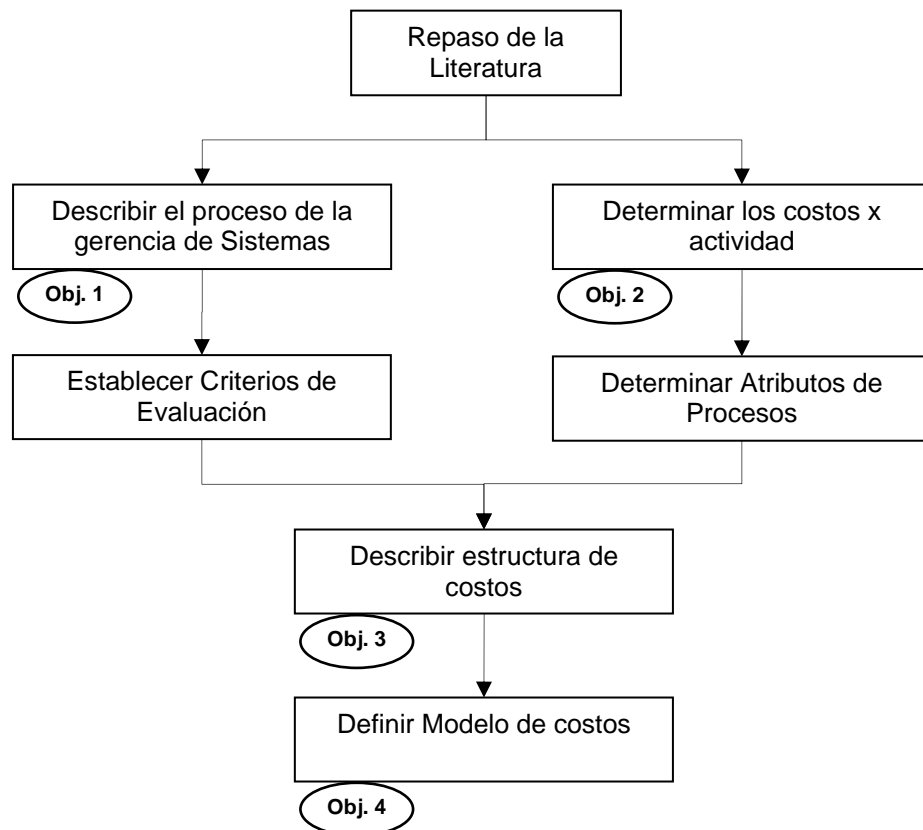 Repaso de la
Literatura
Describir el proceso de la
gerencia de Sistemas
Obj. 1
Determinar los costos x
actividad
Obj. 2
Establecer Criterios de
Evaluación
Determinar Atributos de
Procesos
Describir estructura de
costos
Obj. 3
Definir Modelo de costos
Obj. 4